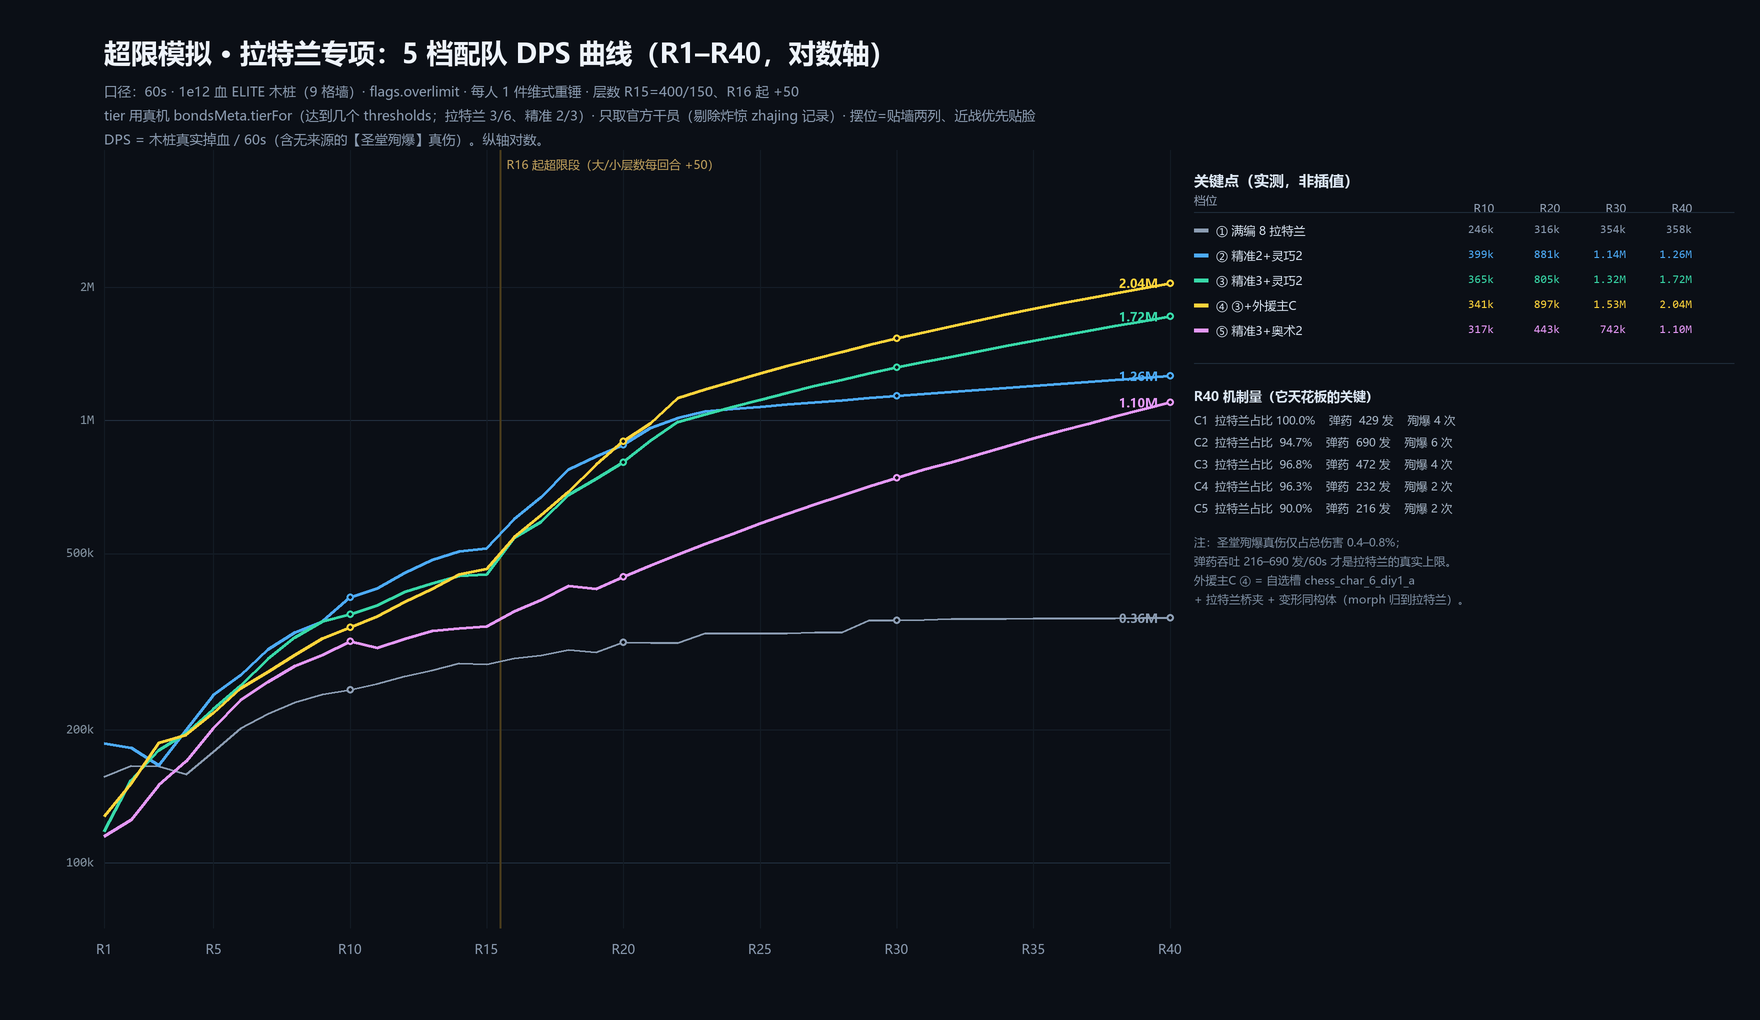 超限模拟 • 拉特兰专项：5 档配队 DPS 曲线（R1–R40，对数轴）
口径：60s · 1e12 血 ELITE 木桩（9 格墙）· flags.overlimit · 每人 1 件维式重锤 · 层数 R15=400/150、R16 起 +50
tier 用真机 bondsMeta.tierFor（达到几个 thresholds；拉特兰 3/6、精准 2/3）· 只取官方干员（剔除炸惊 zhajing 记录）· 摆位=贴墙两列、近战优先贴脸
DPS = 木桩真实掉血 / 60s（含无来源的【圣堂殉爆】真伤）。纵轴对数。
R16 起超限段（大/小层数每回合 +50）
2M
1M
500k
200k
100k
2.04M
1.72M
1.26M
1.10M
0.36M
R1 R5 R10 R15 R20 R25 R30 R35 R40
关键点（实测，非插值）
档位 R10 R20 R30 R40
① 满编 8 拉特兰 246k 316k 354k 358k
② 精准2+灵巧2 399k 881k 1.14M 1.26M
③ 精准3+灵巧2 365k 805k 1.32M 1.72M
④ ③+外援主C 341k 897k 1.53M 2.04M
⑤ 精准3+奥术2 317k 443k 742k 1.10M
R40 机制量（它天花板的关键）
C1 拉特兰占比 100.0% 弹药 429 发 殉爆 4 次
C2 拉特兰占比 94.7% 弹药 690 发 殉爆 6 次
C3 拉特兰占比 96.8% 弹药 472 发 殉爆 4 次
C4 拉特兰占比 96.3% 弹药 232 发 殉爆 2 次
C5 拉特兰占比 90.0% 弹药 216 发 殉爆 2 次
注：圣堂殉爆真伤仅占总伤害 0.4–0.8%；
弹药吞吐 216–690 发/60s 才是拉特兰的真实上限。
外援主C ④ = 自选槽 chess_char_6_diy1_a
+ 拉特兰桥夹 + 变形同构体（morph 归到拉特兰）。